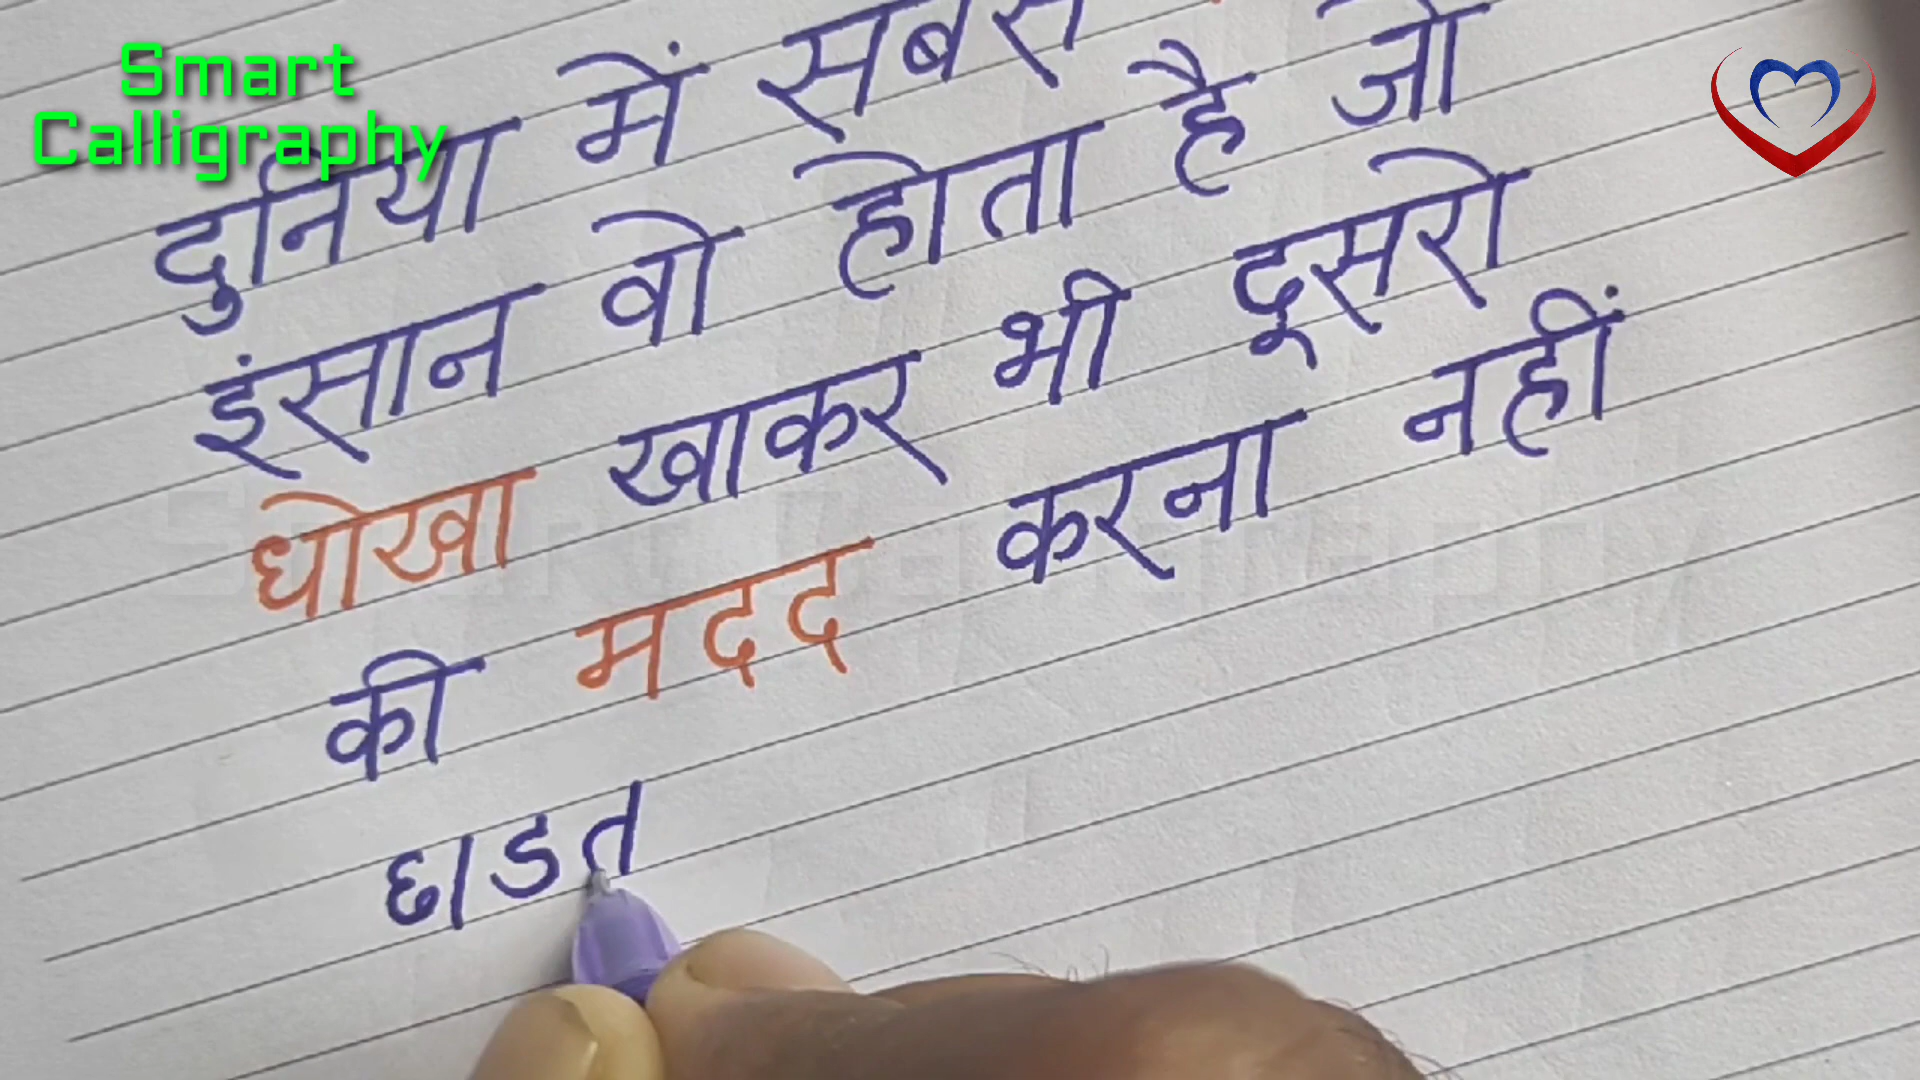 Smart
Calligraphy
दुनिया में सबसे
इंसान वो होता है जो
धोखा खाकर भी दूसरो
की मदद करना नहीं
छाडत